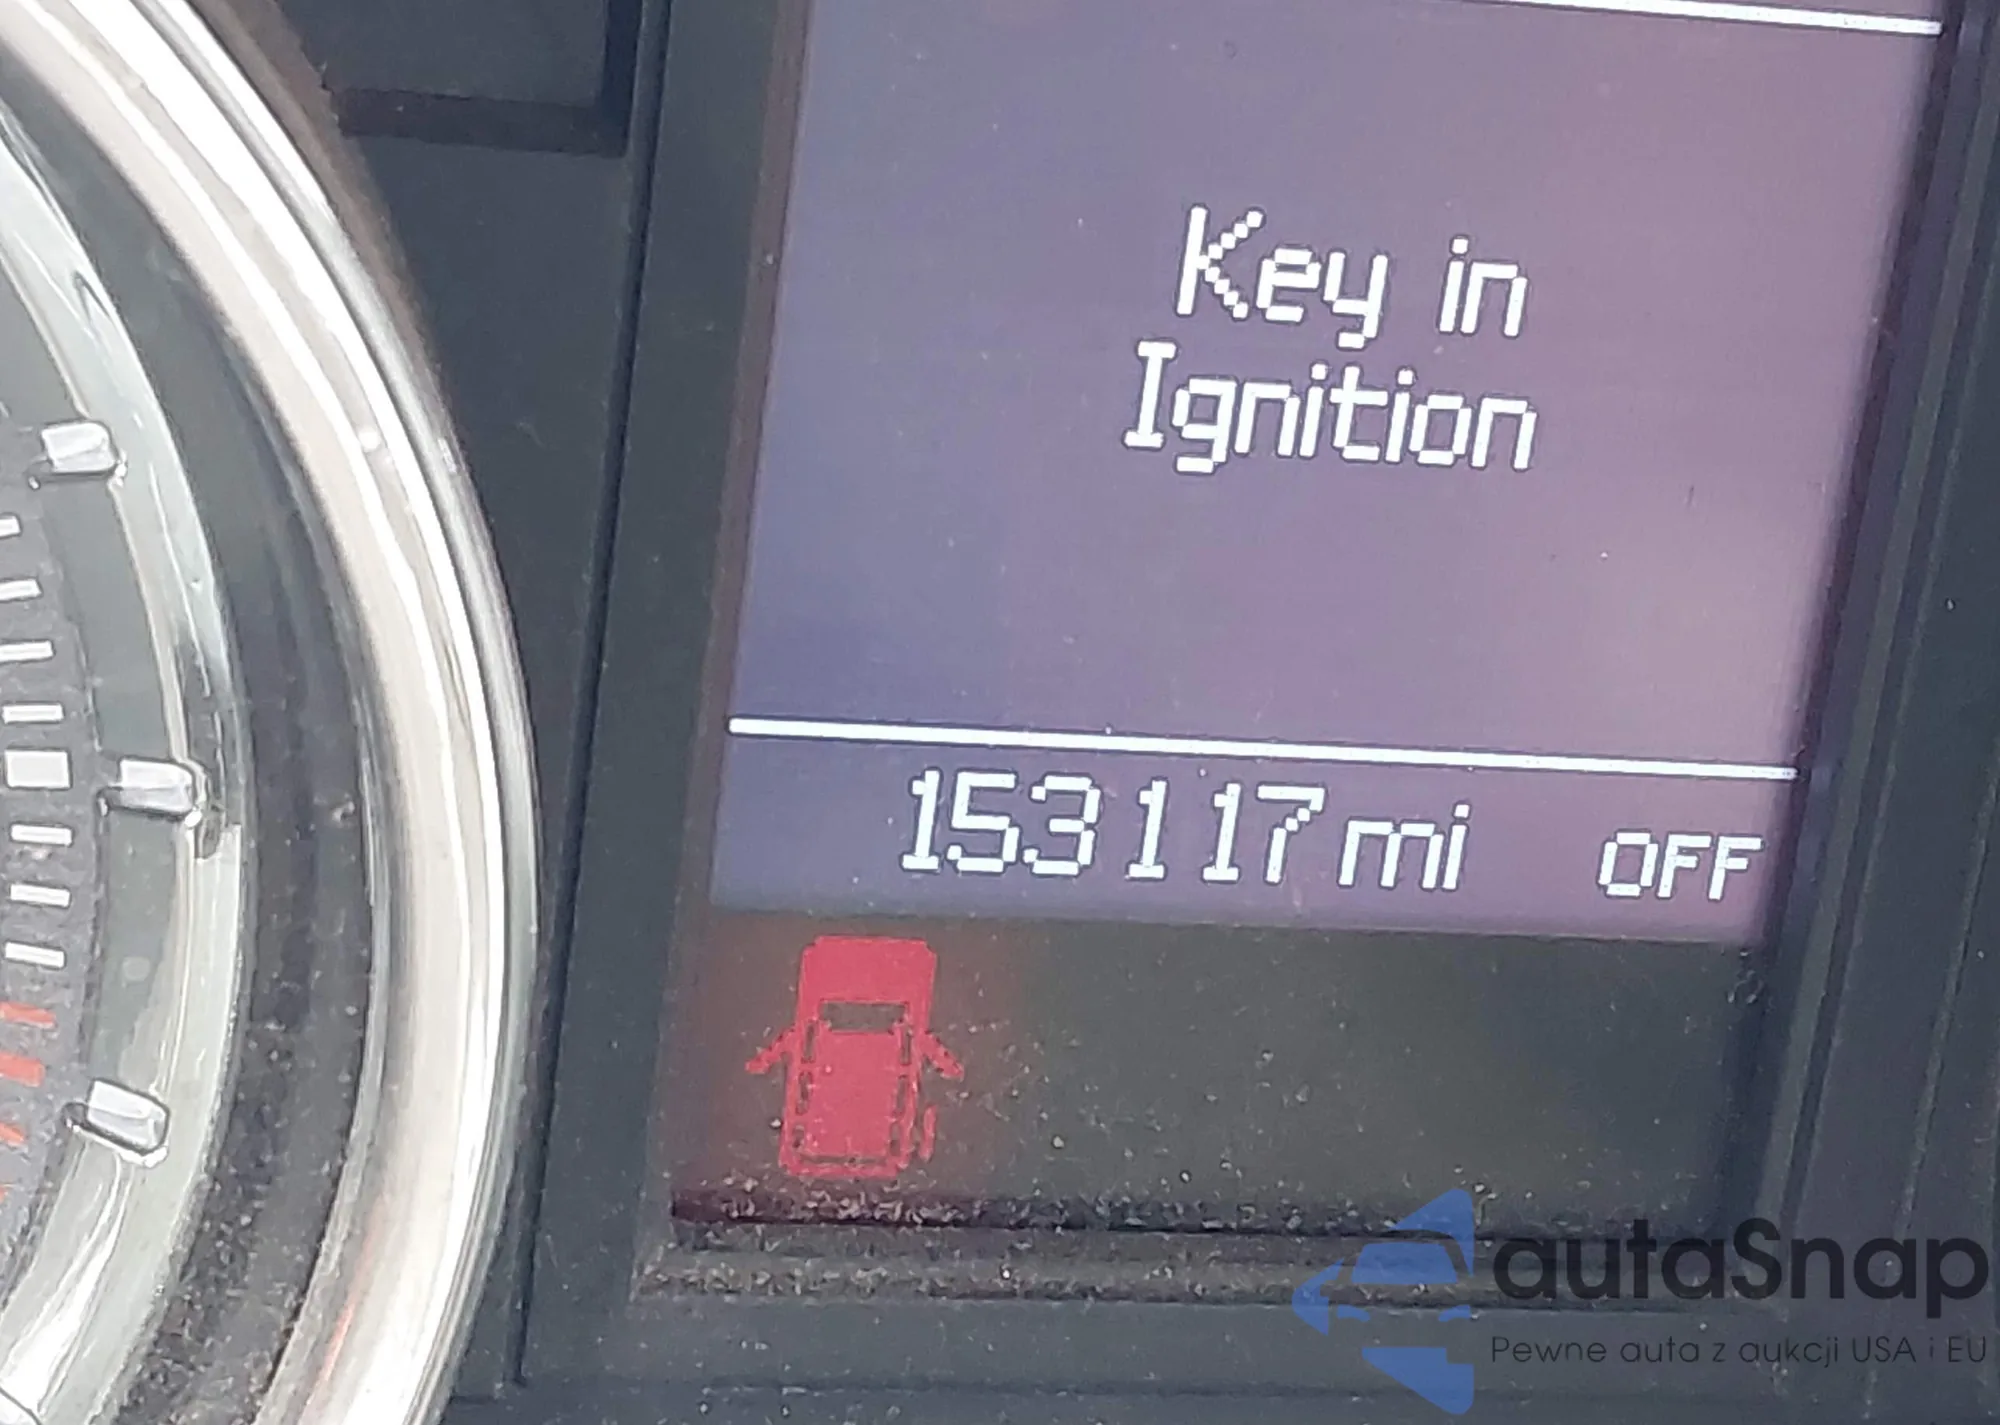 Key in
Ignition
153117mi OFF
autaSnap
Pewne auta z aukcji USA i EU